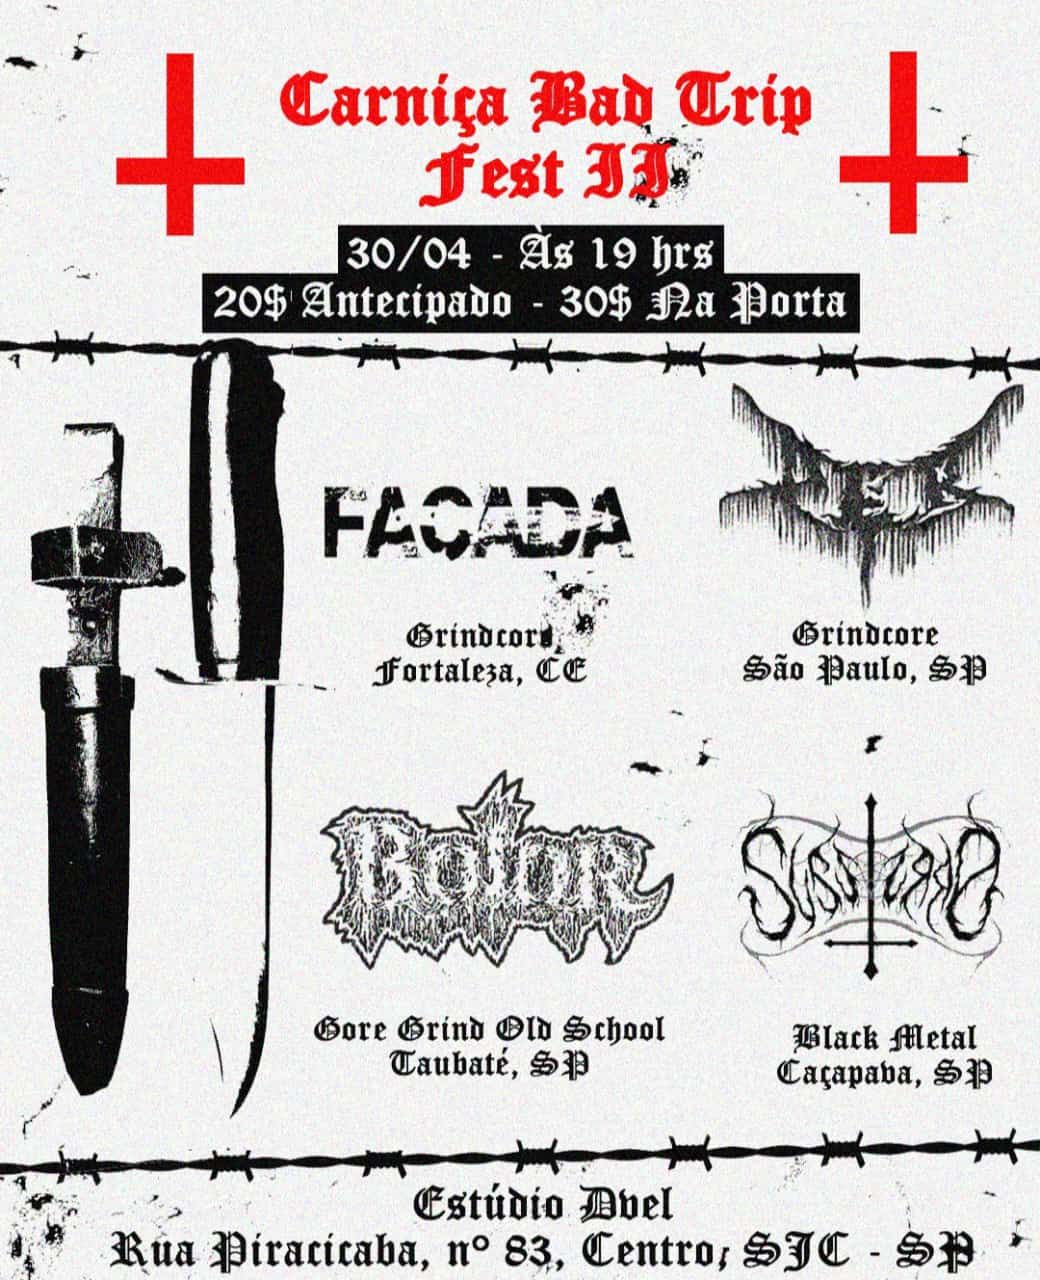 Carniça Bad Trip
Fest II
30/04 - Às 19 hrs
20$ Antecipado - 30$ Na Porta
FACADA
Grindcore
Fortaleza, CE
Grindcore
São Paulo, SP
Gore Grind Old School
Taubaté, SP
Black Metal
Caçapava, SP
Estúdio Dvel
Rua Piracicaba, nº 83, Centro, SJC - SP